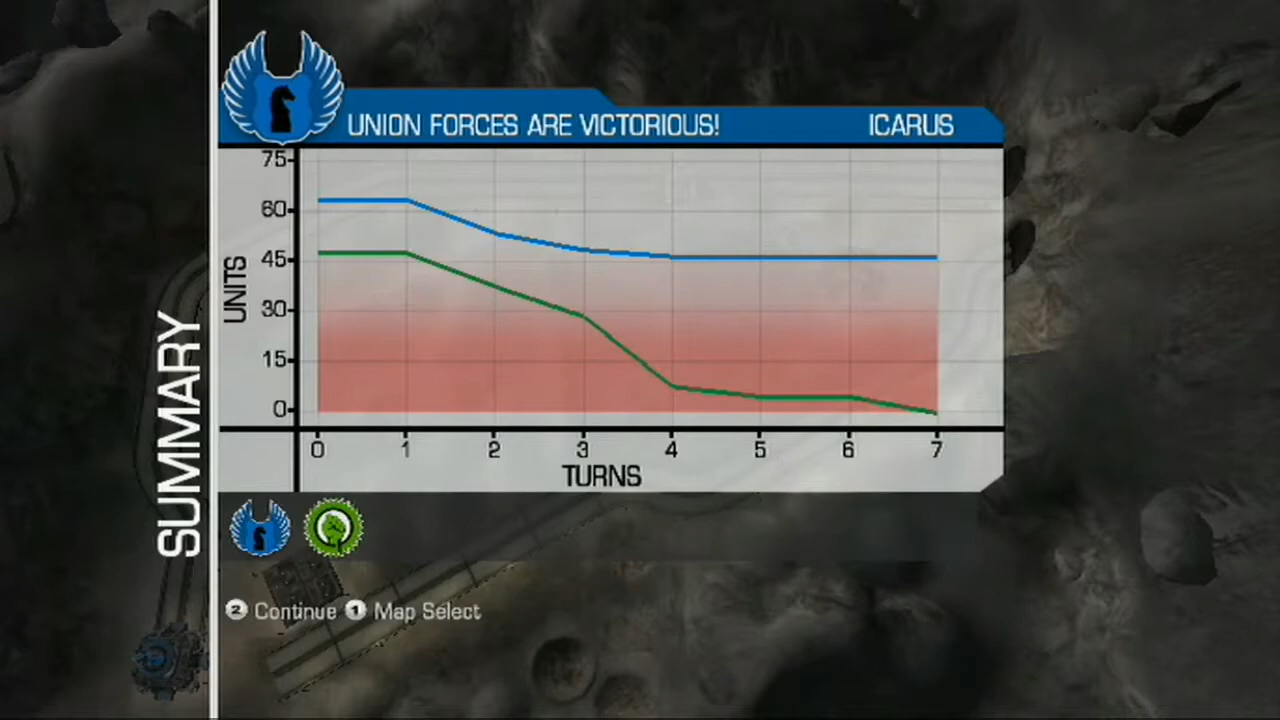 UNION FORCES ARE VICTORIOUS! ICARUS
75
60
45
30
15
0
UNITS
0 1 2 3 4 5 6 7
TURNS
SUMMARY
2 Continue 1 Map Select